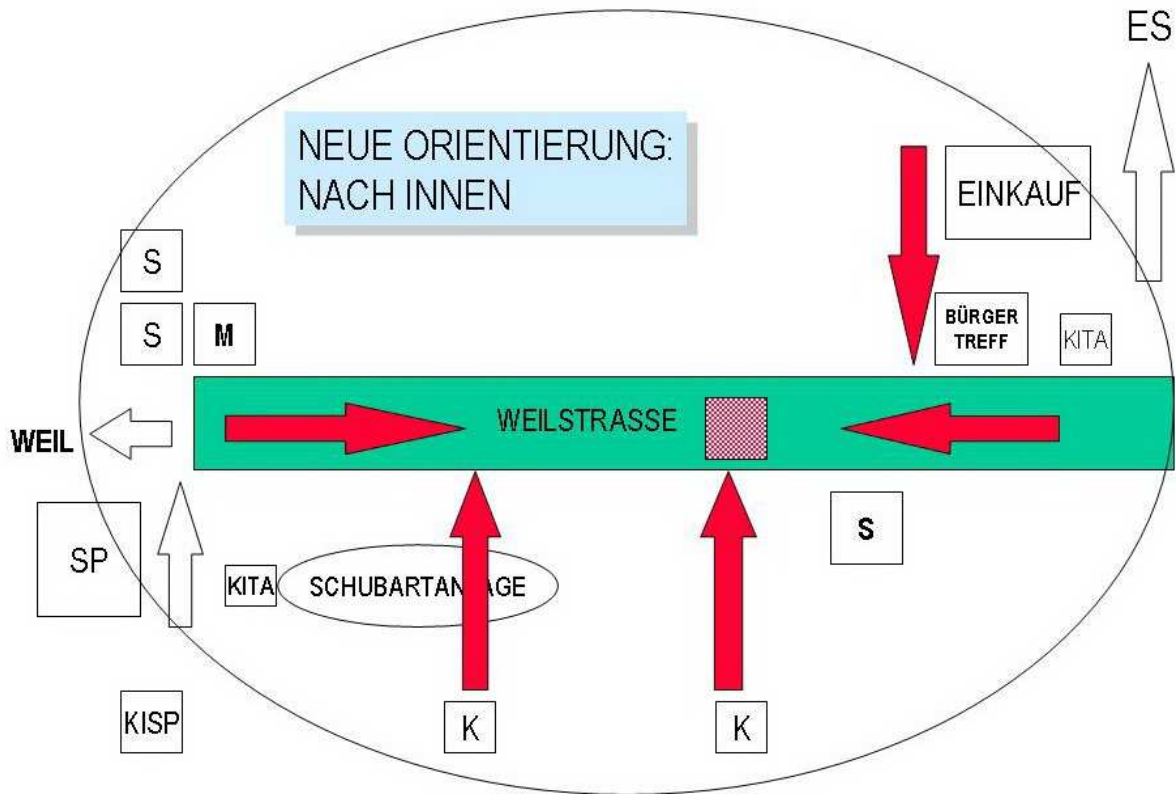 ES
NEUE ORIENTIERUNG:
NACH INNEN
EINKAUF
S
S
M
BÜRGER
TREFF
KITA
WEIL
WEILSTRASSE
SP
S
KITA
SCHUBARTANLAGE
KISP
K
K